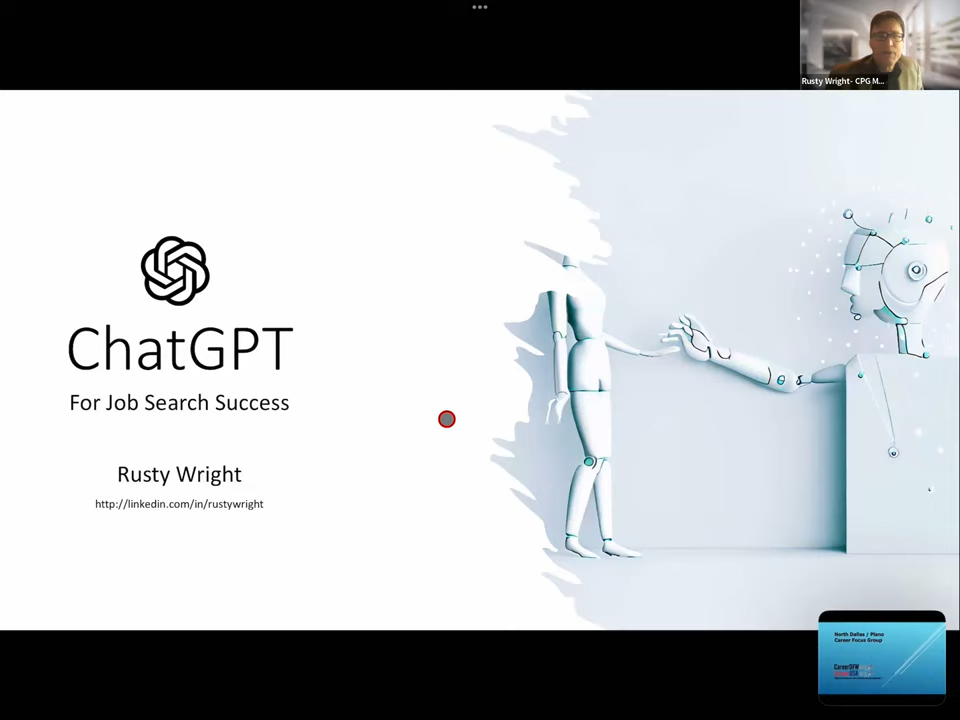 Rusty Wright- CPG M...
ChatGPT
For Job Search Success
Rusty Wright
http://linkedin.com/in/rustywright
North Dallas / Plano
Career Focus Group
CareerDFW